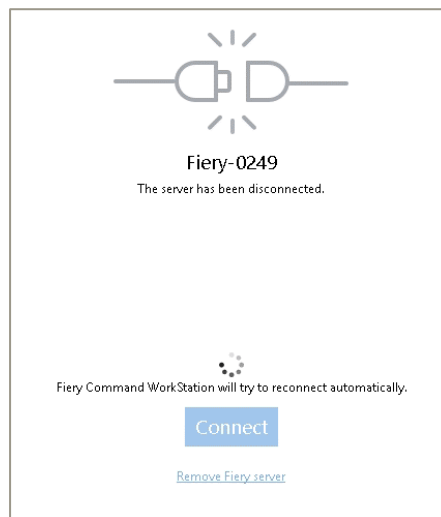 Fiery-0249
The server has been disconnected.
Fiery Command WorkStation will try to reconnect automatically.
Connect
Remove Fiery server